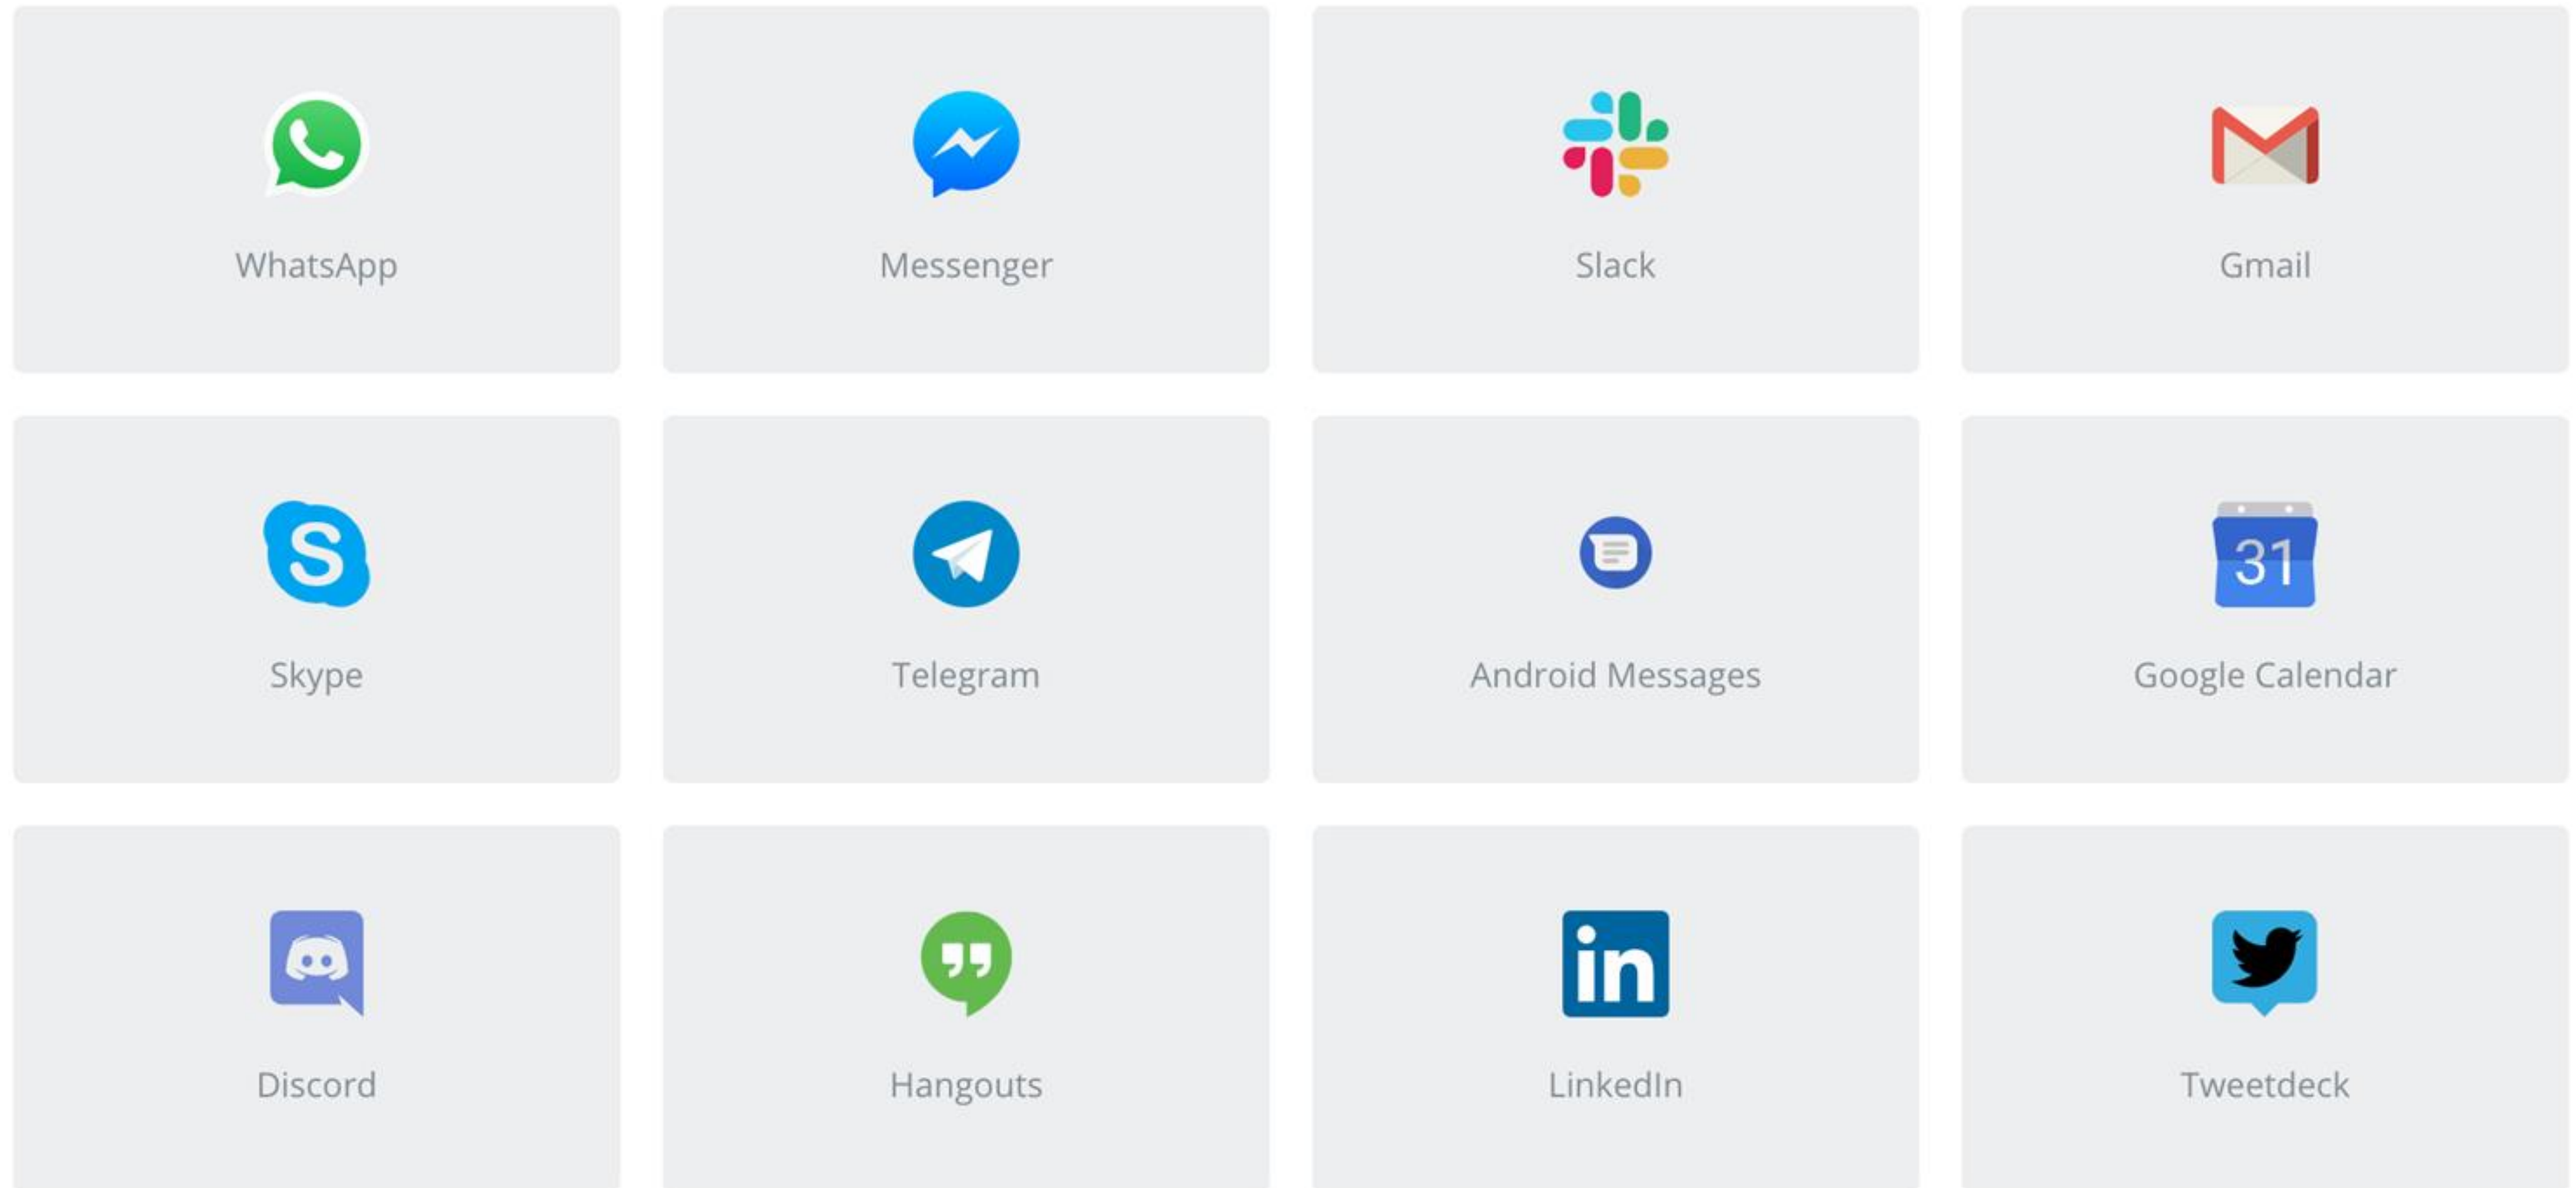 WhatsApp
Messenger
Slack
Gmail
S
Skype
Telegram
Android Messages
31
Google Calendar
Discord
Hangouts
in
LinkedIn
Tweetdeck